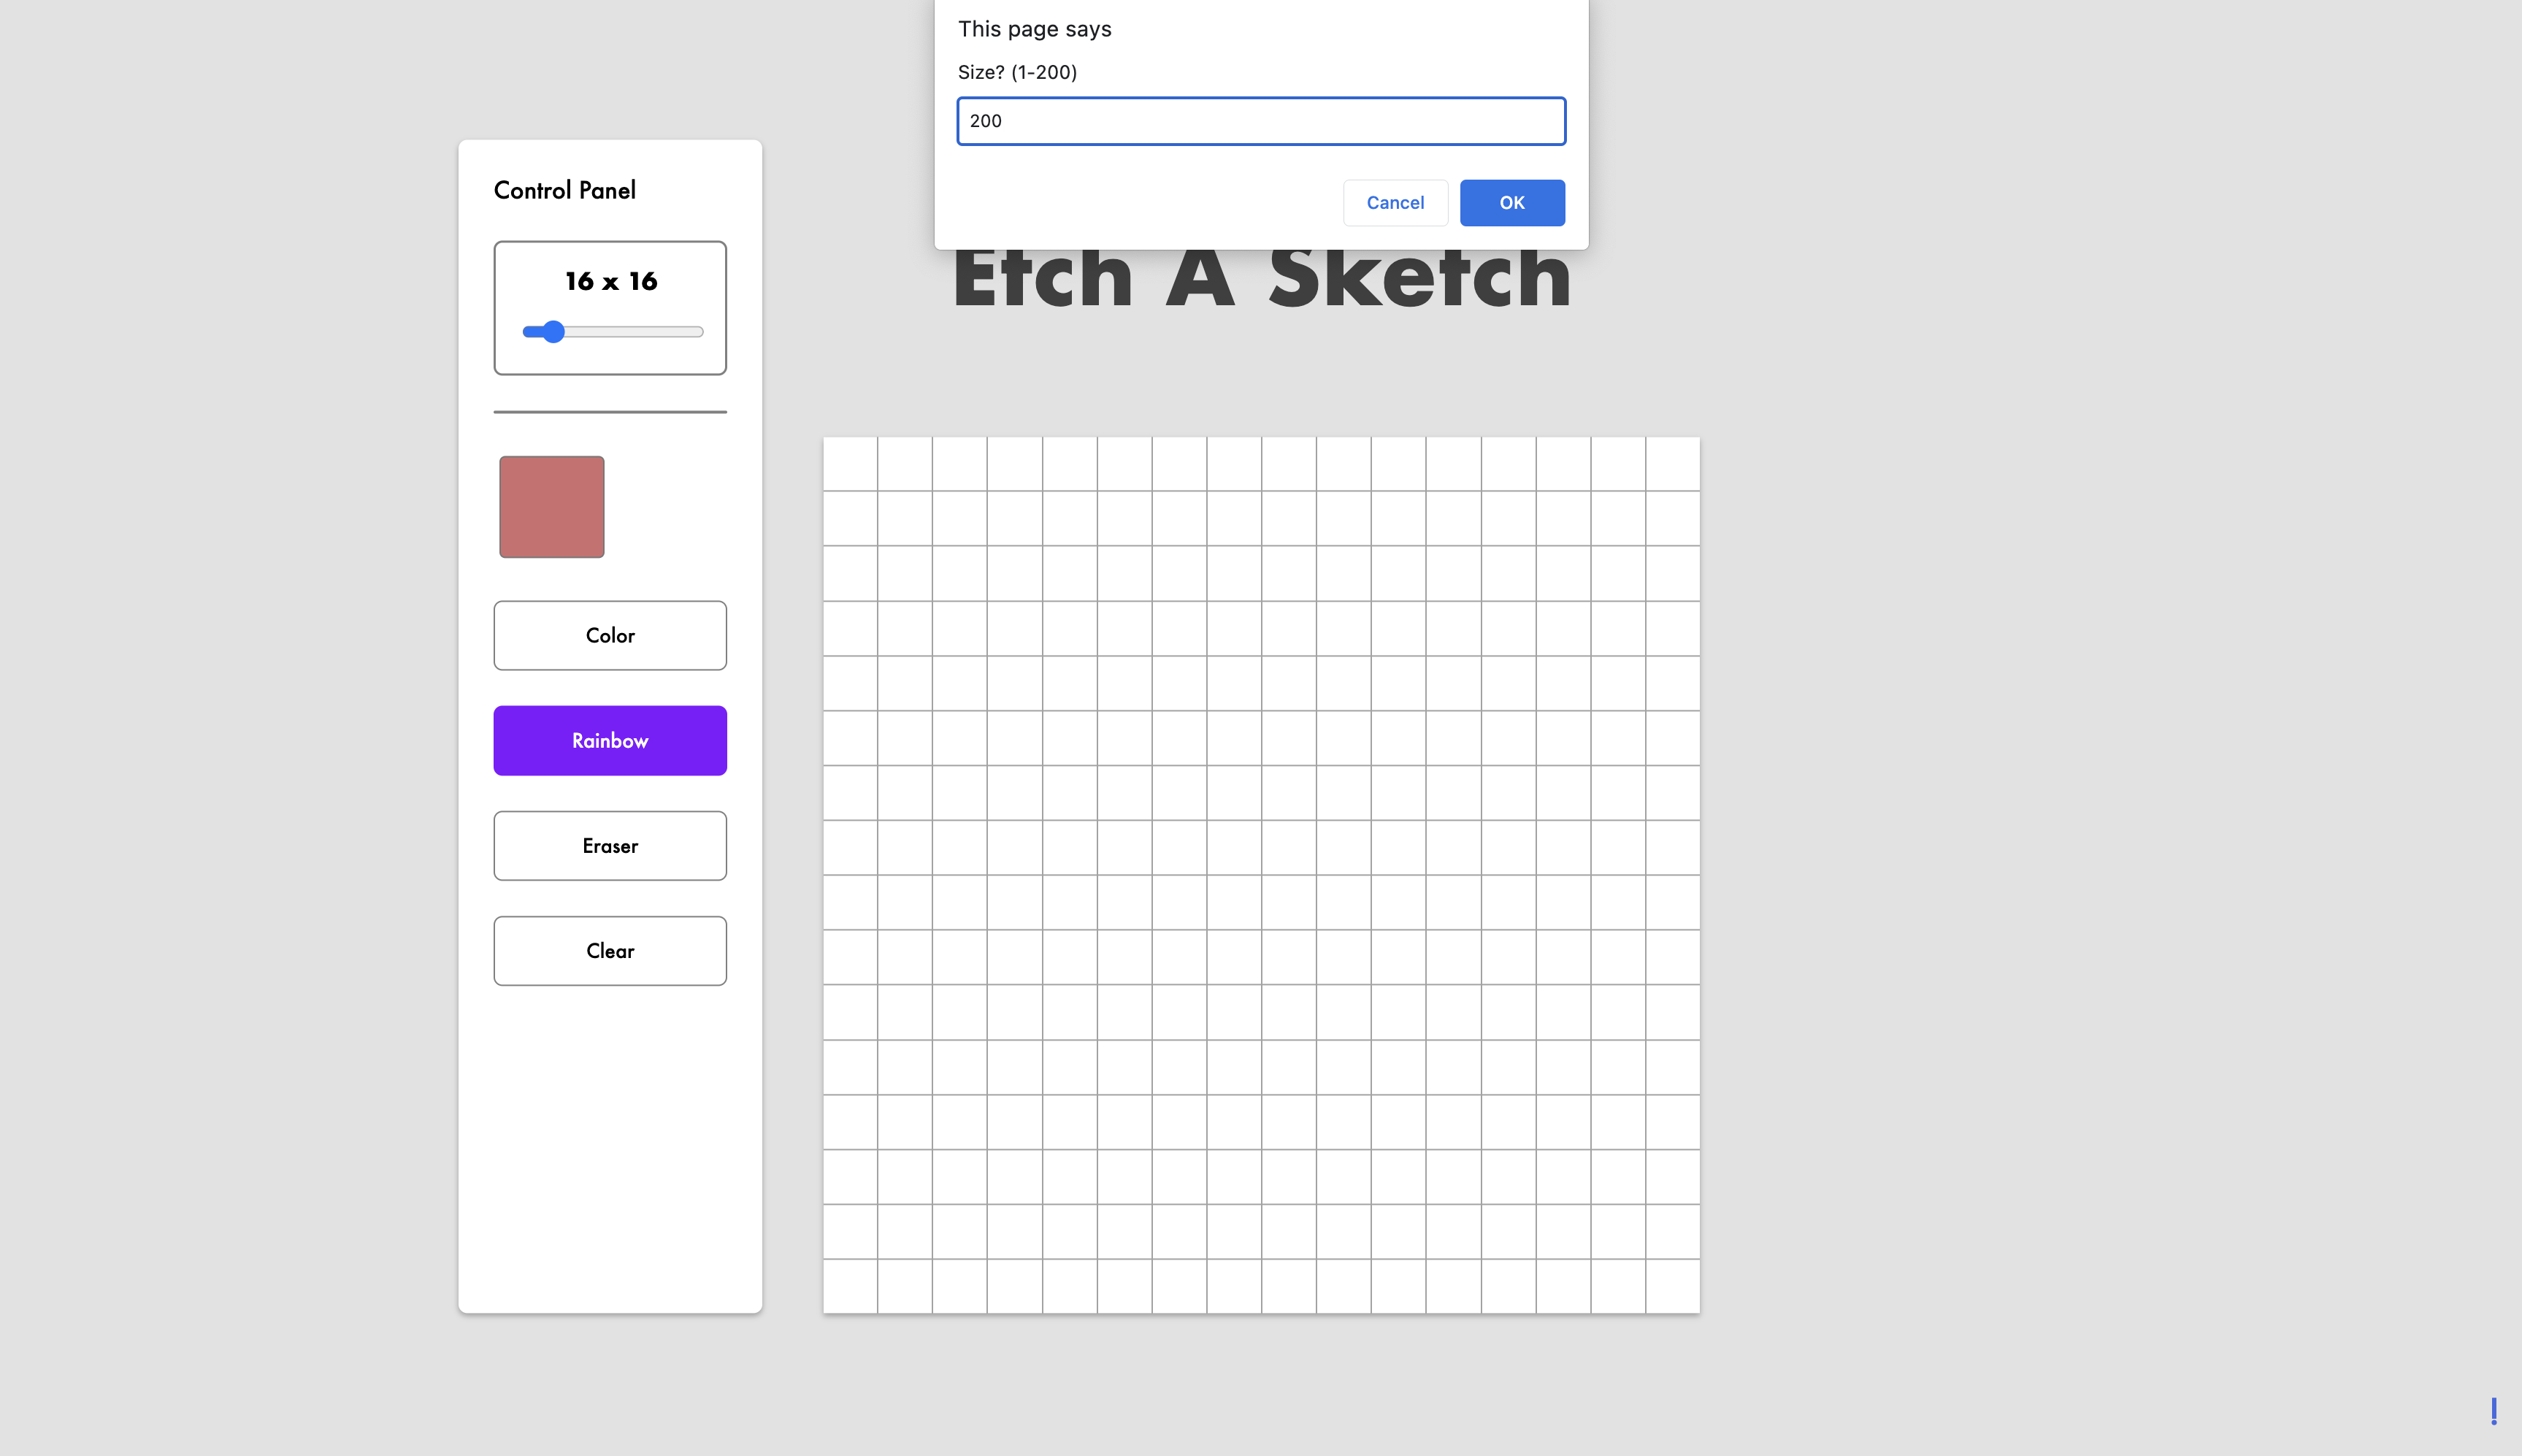 This page says
Size? (1-200)
200
Cancel
OK
Etch A Sketch
Control Panel
16 x 16
Color
Rainbow
Eraser
Clear
!